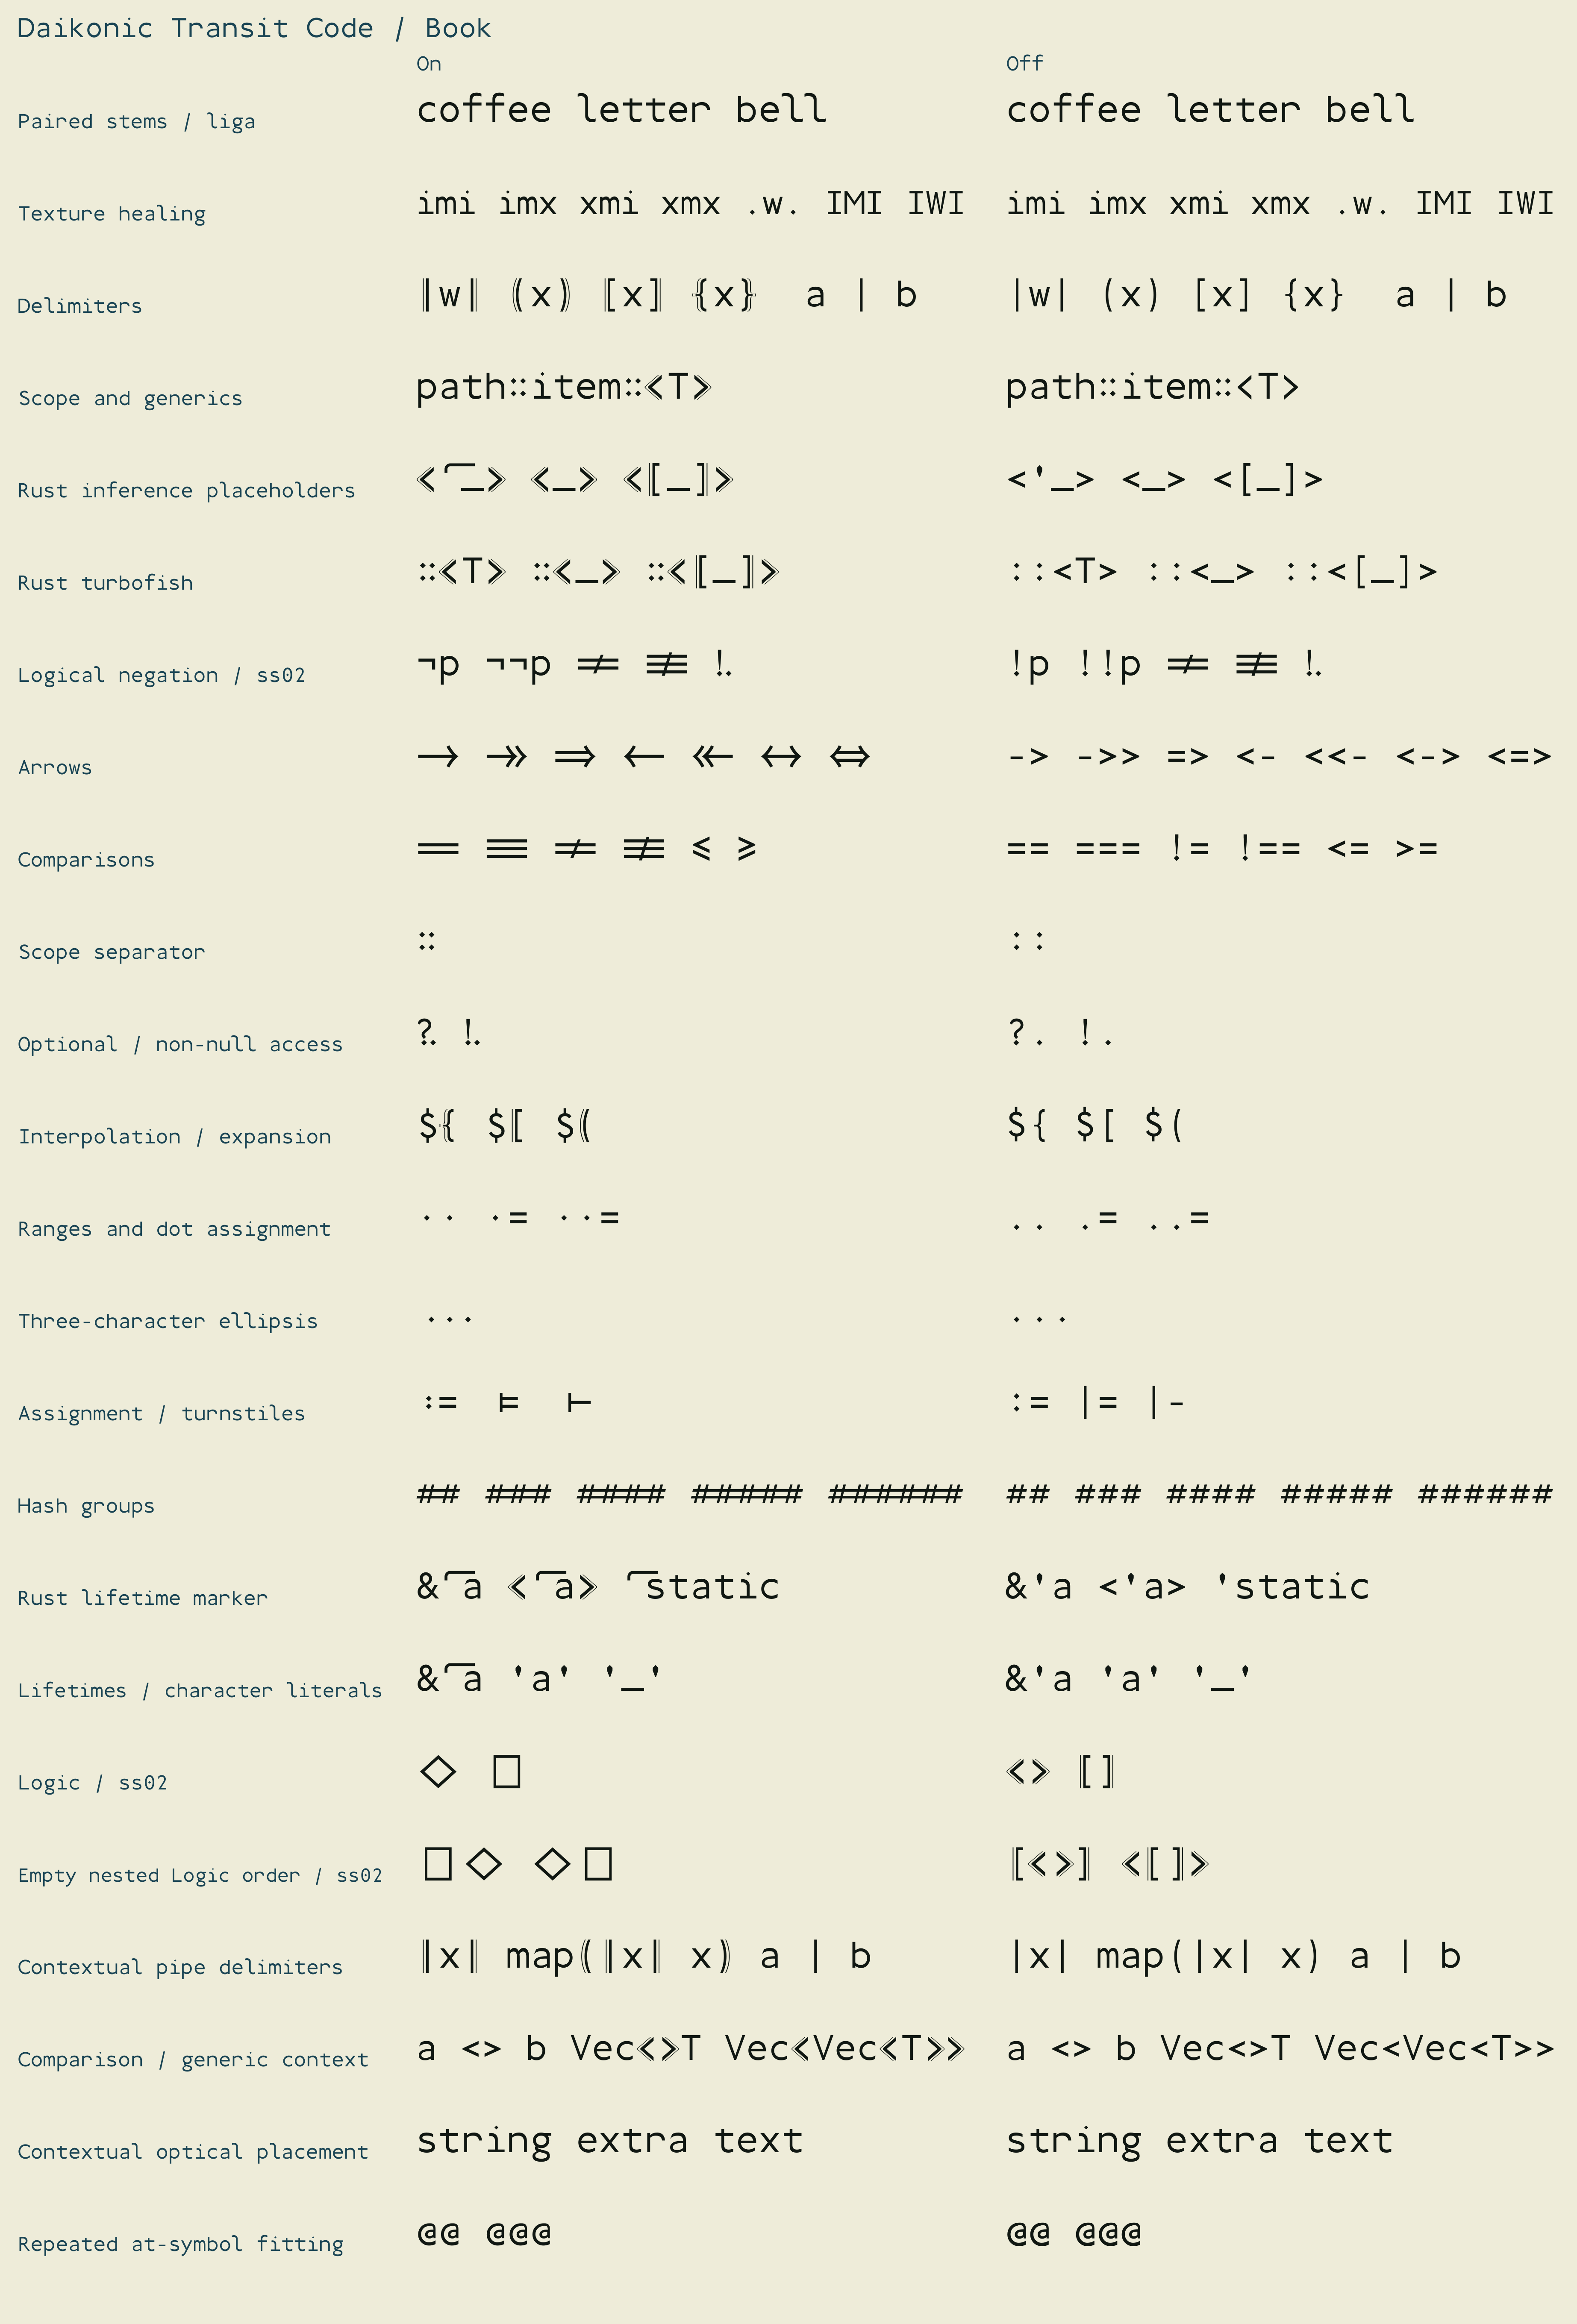 Daikonic Transit Code / Book
On Off
Paired stems / liga coffee letter bell coffee letter bell
Texture healing imi imx xmi xmx .w. IMI IWI imi imx xmi xmx .w. IMI IWI
Delimiters |w| (x) [x] {x} a | b |w| (x) [x] {x} a | b
Scope and generics path::item::<T> path::item::<T>
Rust inference placeholders <'_> <_> <[_]> <'_> <_> <[_]>
Rust turbofish ::<T> ::<_> ::<[_]> ::<T> ::<_> ::<[_]>
Logical negation / ss02 ¬p ¬¬p ≠ ≢ !. !p !!p ≠ ≢ !.
Arrows → ↠ ⇒ ← ↞ ↔ ⇔ -> ->> => <- <<- <-> <=>
Comparisons == ≡ ≠ ≢ ⩽ ⩾ == === != !== <= >=
Scope separator :: ::
Optional / non-null access ?. !. ?. !.
Interpolation / expansion ${ $[ $( ${ $[ $(
Ranges and dot assignment ·· ·= ··= .. .= ..=
Three-character ellipsis ... ...
Assignment / turnstiles := ⊨ ⊢ := |= |-
Hash groups ## ### #### ##### ###### ## ### #### ##### ######
Rust lifetime marker &'a <'a> 'static &'a <'a> 'static
Lifetimes / character literals &'a 'a' '_' &'a 'a' '_'
Logic / ss02 ◇ □ <> []
Empty nested Logic order / ss02 □◇ ◇□ [<>] <[]>
Contextual pipe delimiters |x| map(|x| x) a | b |x| map(|x| x) a | b
Comparison / generic context a <> b Vec<>T Vec<Vec<T>> a <> b Vec<>T Vec<Vec<T>>
Contextual optical placement string extra text string extra text
Repeated at-symbol fitting @@ @@@ @@ @@@